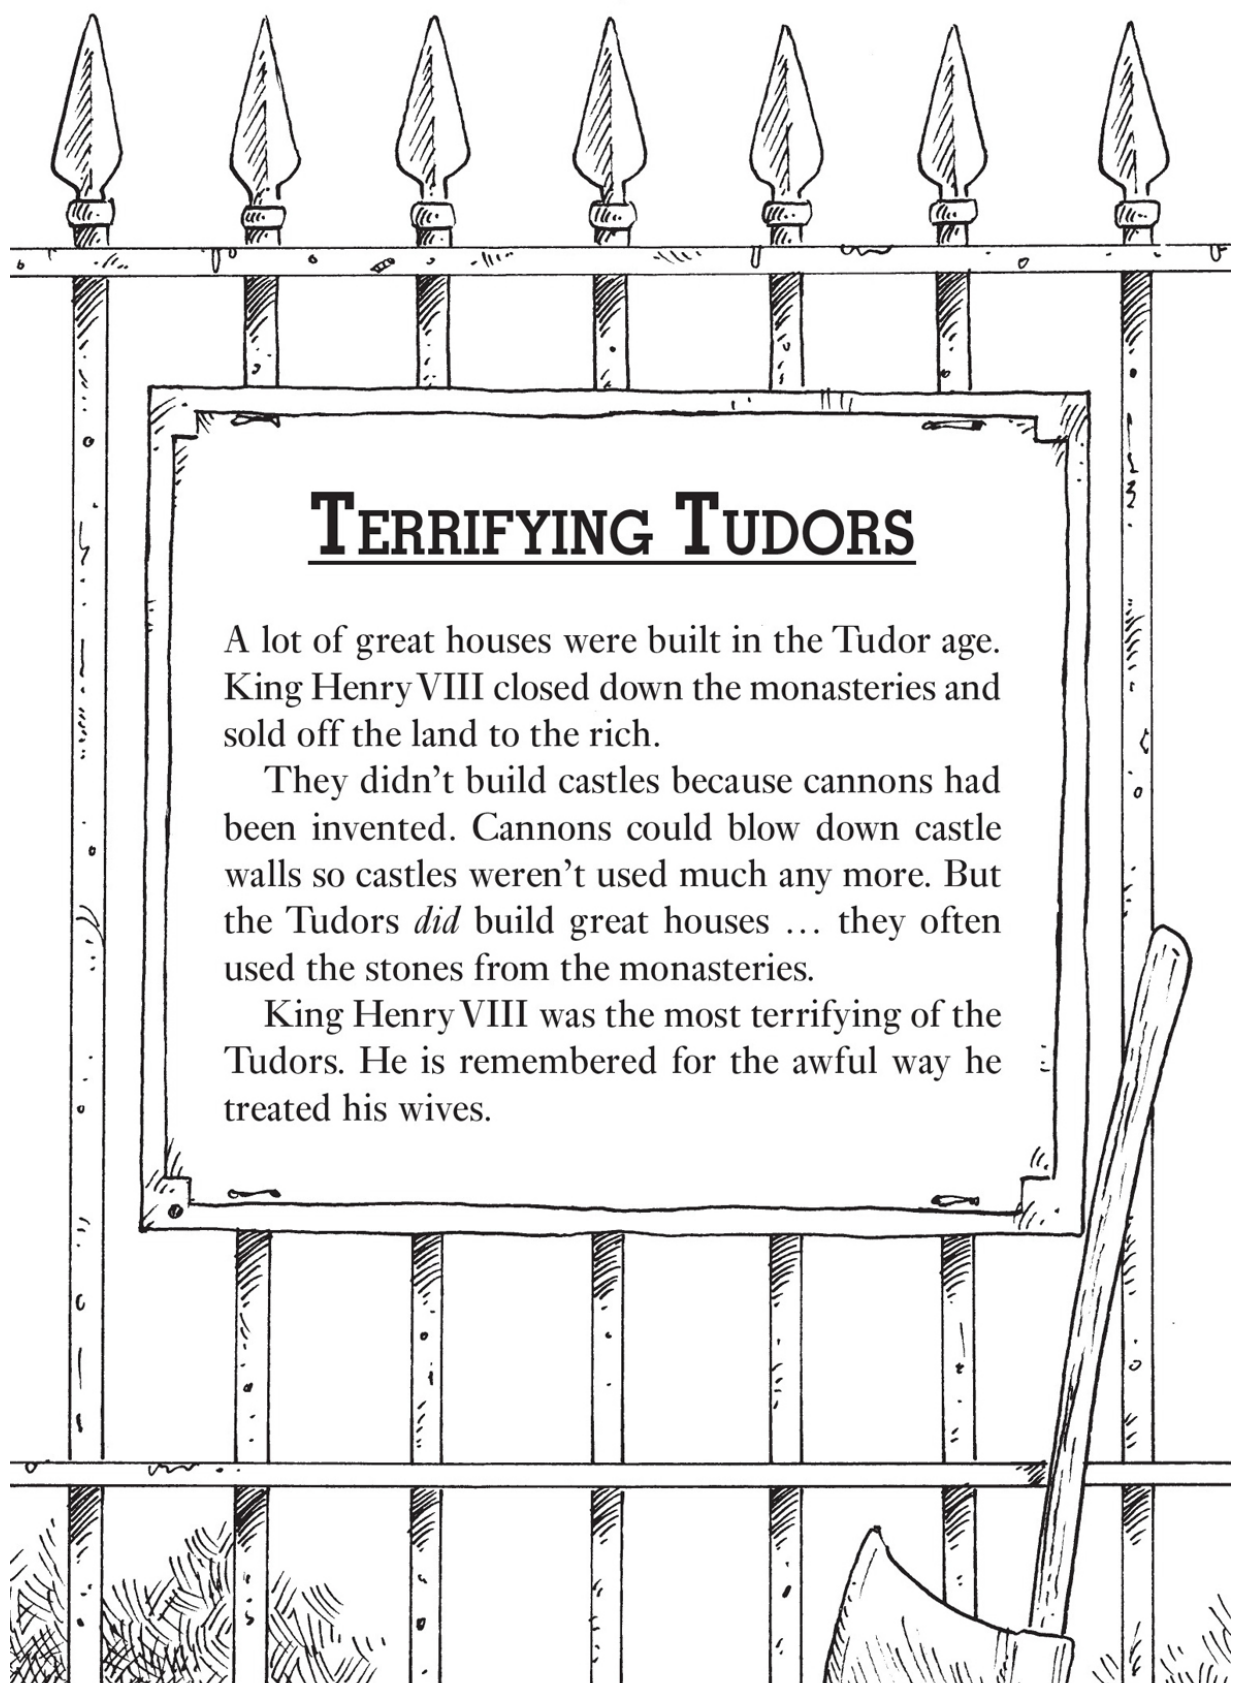 TERRIFYING TUDORS
A lot of great houses were built in the Tudor age.
King Henry VIII closed down the monasteries and
sold off the land to the rich.
They didn’t build castles because cannons had
been invented. Cannons could blow down castle
walls so castles weren’t used much any more. But
the Tudors did build great houses … they often
used the stones from the monasteries.
King Henry VIII was the most terrifying of the
Tudors. He is remembered for the awful way he
treated his wives.